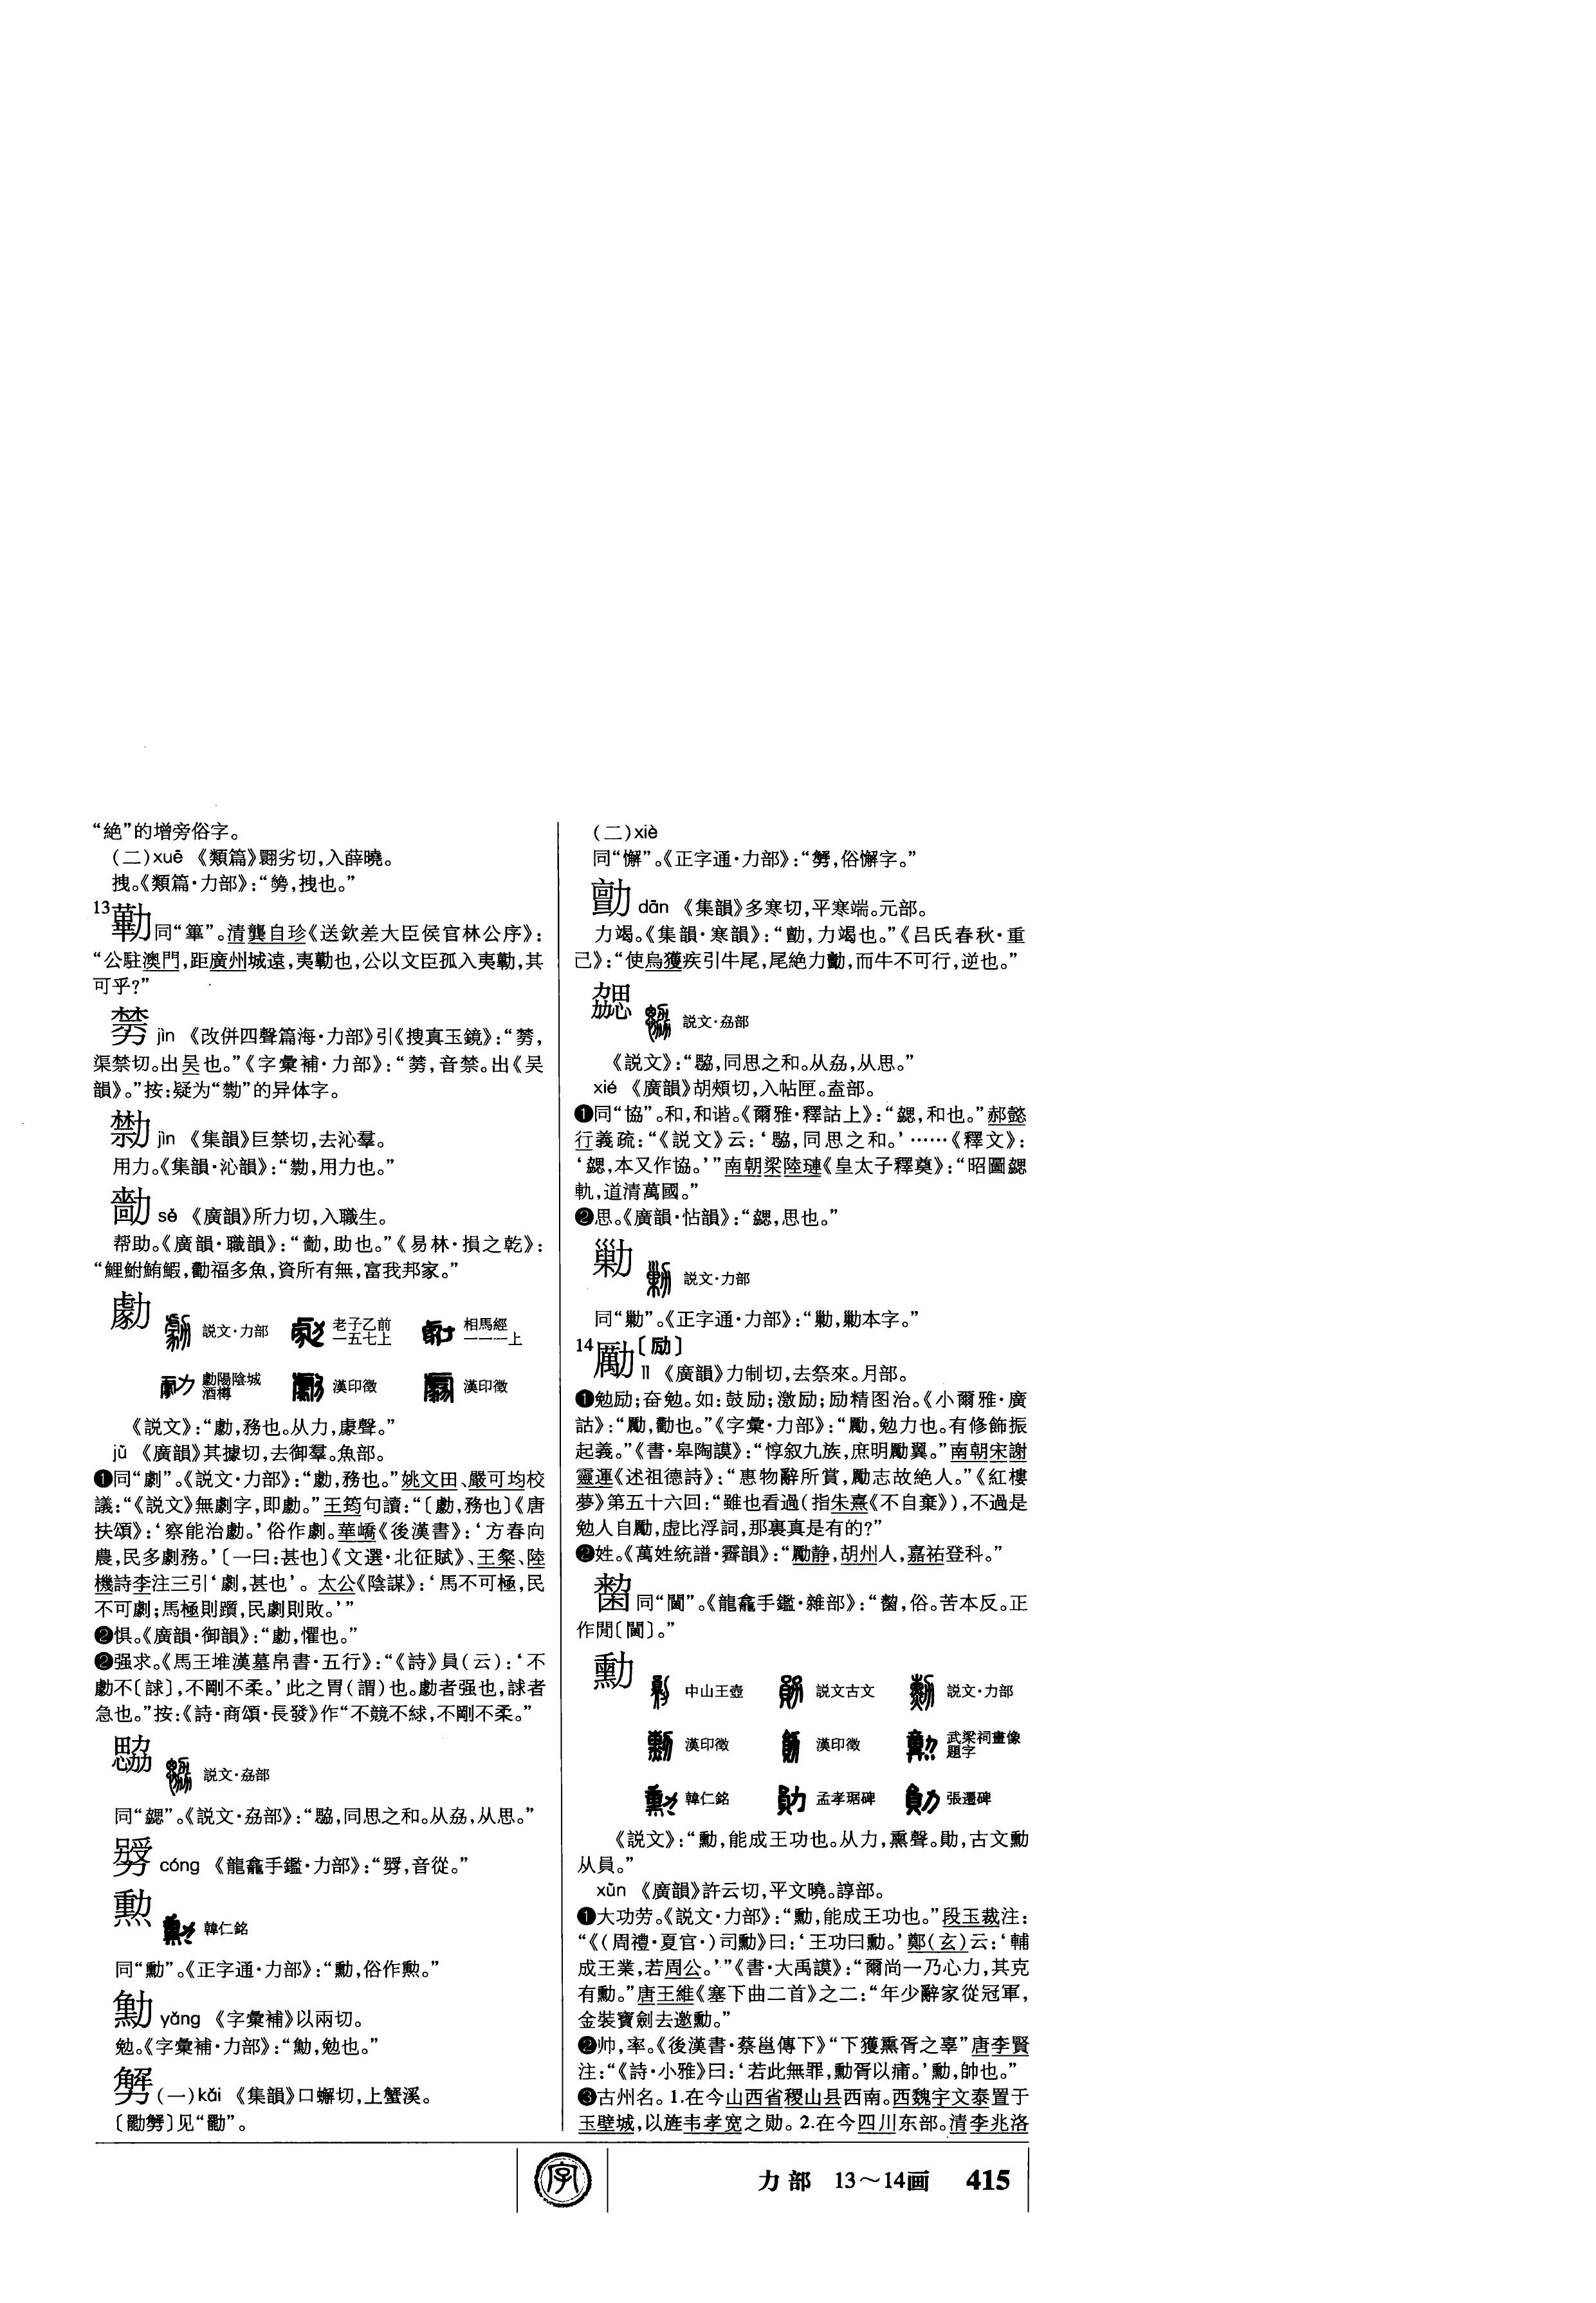 “絶”的增旁俗字。
(二)xuē 《類篇》翾劣切,入薛曉。
拽。《類篇·力部》:“㔢,拽也。”
13
同“篳”。清龔自珍《送欽差大臣侯官林公序》:
“公駐澳門,距廣州城遠,夷勷也,公以文臣孤入夷勷,其
可乎?”
jìn 《改併四聲篇海·力部》引《搜真玉鏡》:“
渠禁切。出吴也。”《字彙補·力部》:“ ,音禁。出《吴
韻》。”按:疑为“㔷”的异体字。
㔷 jìn 《集韻》巨禁切,去沁羣。
用力。《集韻·沁韻》:“㔷,用力也。”
sè 《廣韻》所力切,入職生。
帮助。《廣韻·職韻》:“ ,助也。”《易林·損之乾》:
“鯉鮒鮪鰕, 福多魚,資所有無,富我邦家。”
勮 説文·力部 老子乙前一五七上 相馬經一一一上
勮陽陰城酒樽 漢印徵 漢印徵
《説文》:“勮,務也。从力,豦聲。”
jù 《廣韻》其據切,去御羣。魚部。
❶同“劇”。《説文·力部》:“勮,務也。”姚文田、嚴可均校
議:“《説文》無劇字,即勮。”王筠句讀:“〔勮,務也〕《唐
扶頌》:‘察能治勮。’俗作劇。華嶠《後漢書》:‘方春向
農,民多劇務。’〔一曰:甚也〕《文選·北征賦》、王粲、陸
機詩李注三引‘劇,甚也’。太公《陰謀》:‘馬不可極,民
不可劇;馬極則躓,民劇則敗。’”
❷惧。《廣韻·御韻》:“勮,懼也。”
❷强求。《馬王堆漢墓帛書·五行》:“《詩》員(云):‘不
勮不〔䛔〕,不剛不柔。’此之胃(謂)也。勮者强也,䛔者
急也。”按:《詩·商頌·長發》作“不競不絿,不剛不柔。”
恊 説文·劦部
同“勰”。《説文·劦部》:“ ,同思之和。从劦,从思。”
cóng 《龍龕手鑑·力部》:“ ,音從。”
勲 韓仁銘
同“勳”。《正字通·力部》:“勳,俗作勲。”
yǎng 《字彙補》以兩切。
勉。《字彙補·力部》:“ ,勉也。”
(一)kǎi 《集韻》口嶰切,上蟹溪。
〔勵 〕见“ ”。
(二)xiè
同“懈”。《正字通·力部》:“ ,俗懈字。”
勯 dān 《集韻》多寒切,平寒端。元部。
力竭。《集韻·寒韻》:“勯,力竭也。”《吕氏春秋·重
己》:“使烏獲疾引牛尾,尾絶力勯,而牛不可行,逆也。”
勰 説文·劦部
《説文》:“ ,同思之和。从劦,从思。”
xié 《廣韻》胡頰切,入帖匣。盍部。
❶同“協”。和,和谐。《爾雅·釋詁上》:“勰,和也。”郝懿
行義疏:“《説文》云:‘ ,同思之和。’……《釋文》:
‘勰,本又作協。’”南朝梁陸璉《皇太子釋奠》:“昭圖勰
軌,道清萬國。”
❷思。《廣韻·怗韻》:“勰,思也。”
説文·力部
同“勦”。《正字通·力部》:“ ,勦本字。”
14 勵〔励〕
lì 《廣韻》力制切,去祭來。月部。
❶勉励;奋勉。如:鼓励;激励;励精图治。《小爾雅·廣
詁》:“勵,勸也。”《字彙·力部》:“勵,勉力也。有修飾振
起義。”《書·皋陶謨》:“惇叙九族,庶明勵翼。”南朝宋謝
靈運《述祖德詩》:“惠物辭所賞,勵志故絶人。”《紅樓
夢》第五十六回:“雖也看過(指朱熹《不自棄》),不過是
勉人自勵,虚比浮詞,那裏真是有的?”
❷姓。《萬姓統譜·霽韻》:“勵静,胡州人,嘉祐登科。”
同“閫”。《龍龕手鑑·雜部》:“ ,俗。苦本反。正
作閸〔閫〕。”
勳 中山王壺 説文古文 説文·力部
漢印徵 漢印徵 武梁祠畫像題字
韓仁銘 孟孝琚碑 張遷碑
《説文》:“勳,能成王功也。从力,熏聲。勛,古文勳
从員。”
xūn 《廣韻》許云切,平文曉。諄部。
❶大功劳。《説文·力部》:“勳,能成王功也。”段玉裁注:
“《(周禮·夏官·)司勳》曰:‘王功曰勳。’鄭(玄)云:‘輔
成王業,若周公。’”《書·大禹謨》:“爾尚一乃心力,其克
有勳。”唐王維《塞下曲二首》之二:“年少辭家從冠軍,
金裝寶劍去邀勳。”
❷帅,率。《後漢書·蔡邕傳下》“下獲熏胥之辜”唐李賢
注:“《詩·小雅》曰:‘若此無罪,勳胥以痡。’勳,帥也。”
❸古州名。1.在今山西省稷山县西南。西魏宇文泰置于
玉壁城,以旌韦孝宽之勋。2.在今四川东部。清李兆洛
字
力部 13～14画 415